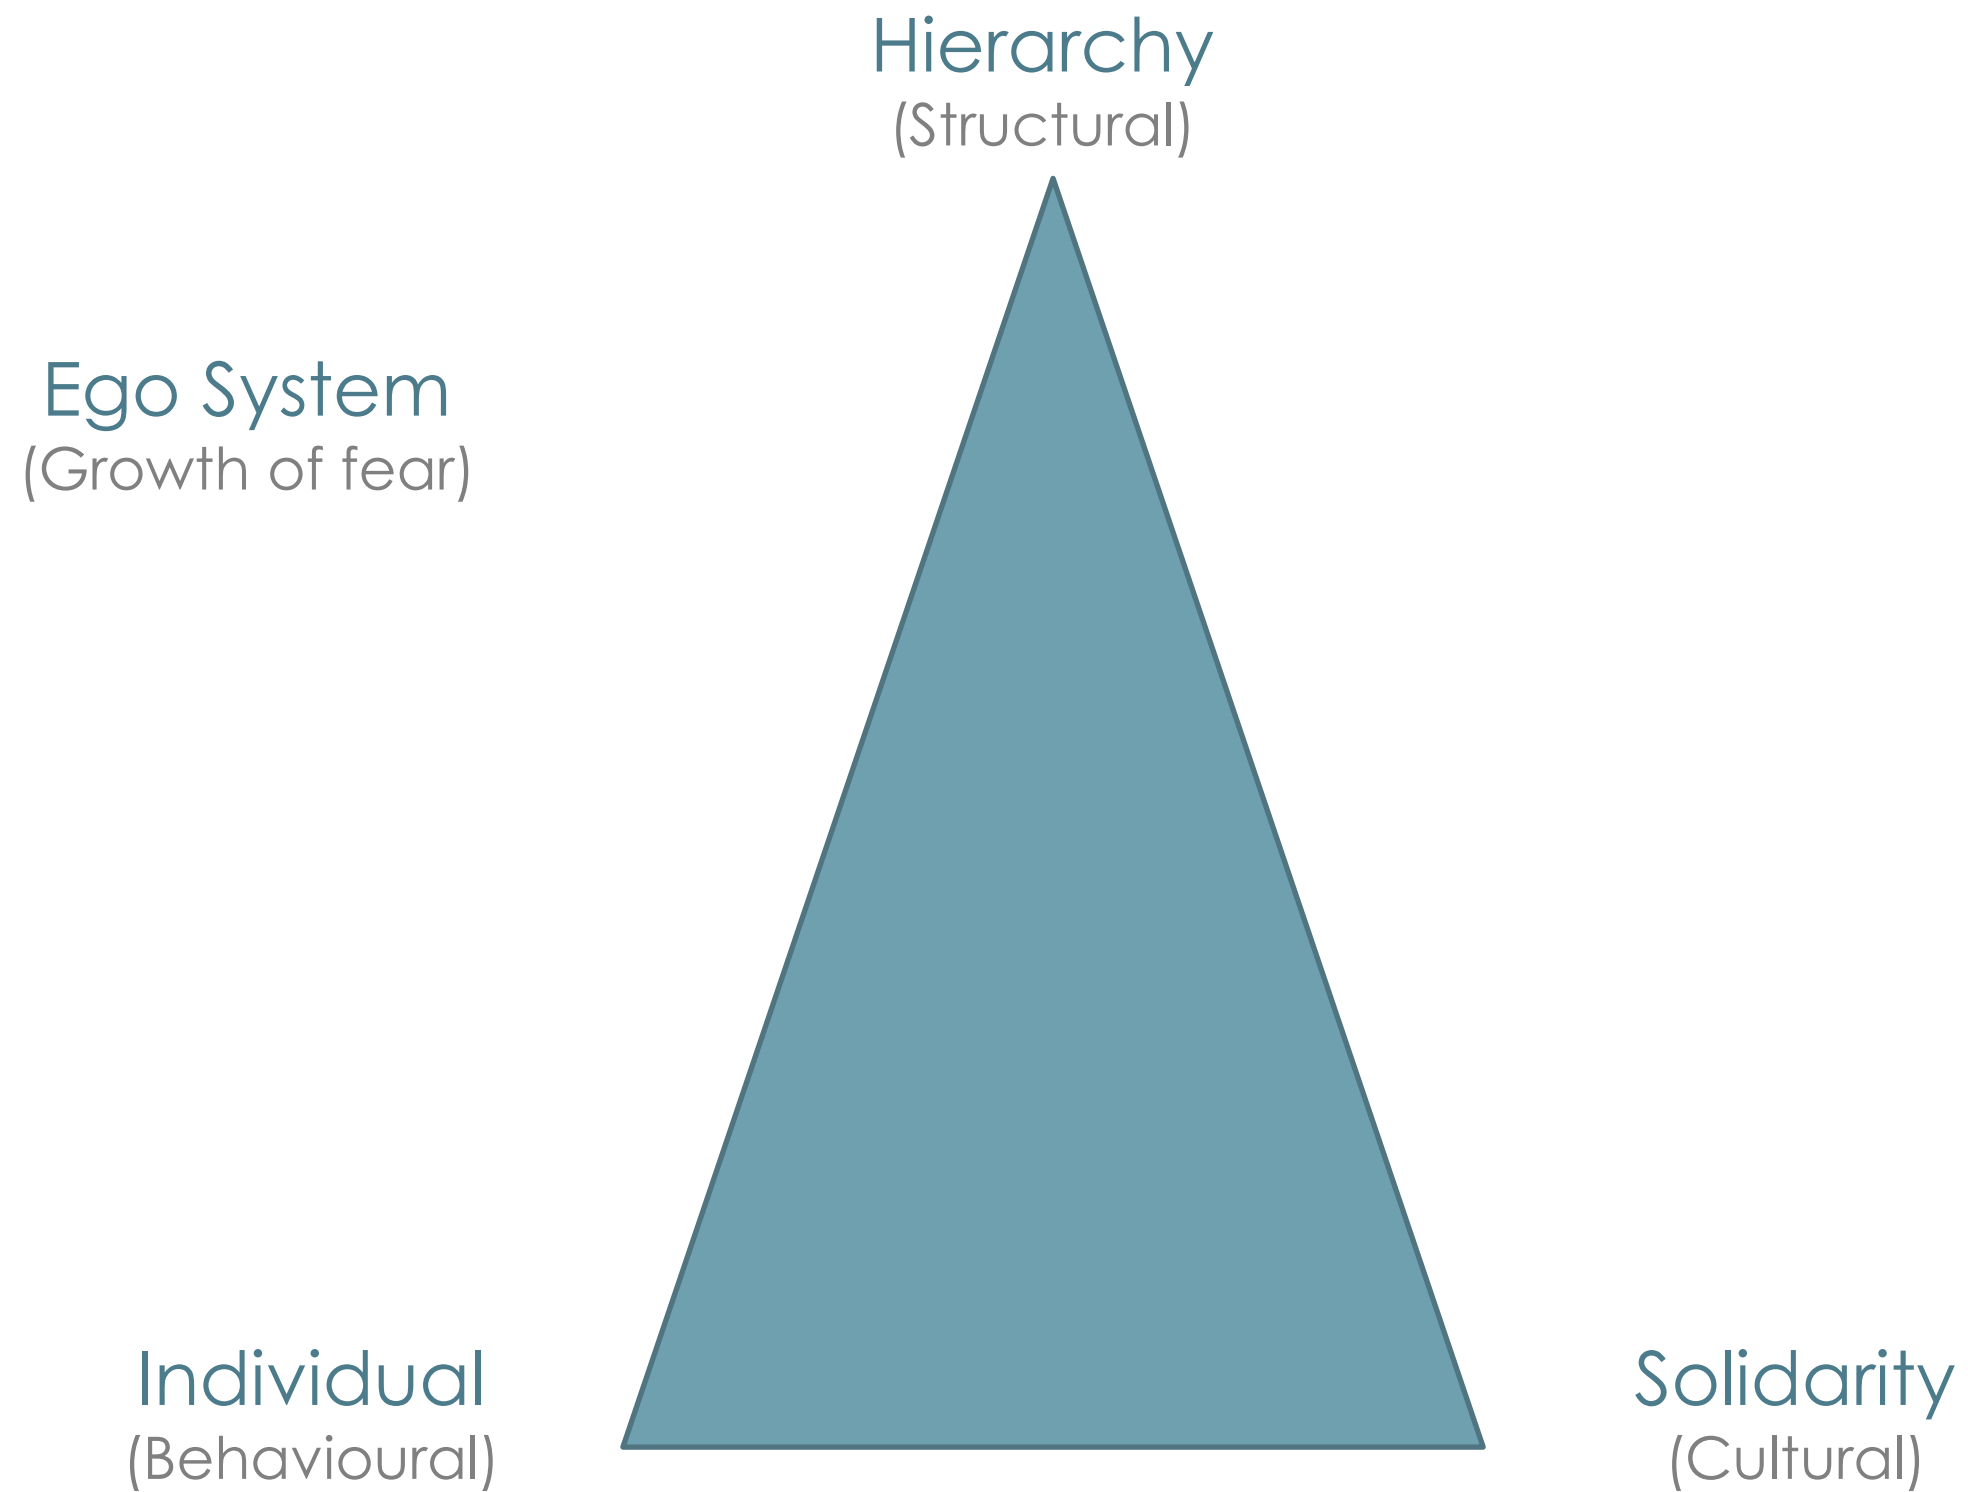 Hierarchy
(Structural)
Ego System
(Growth of fear)
Individual
(Behavioural)
Solidarity
(Cultural)